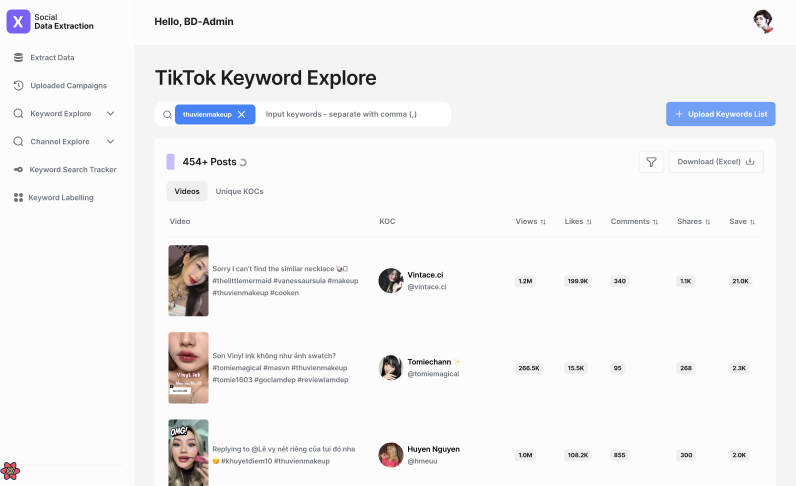 X
Social
Data Extraction
Hello, BD-Admin
Extract Data
Uploaded Campaigns
Keyword Explore
Channel Explore
Keyword Search Tracker
Keyword Labelling
TikTok Keyword Explore
thuvienmakeup
Input keywords - separate with comma (,)
Upload Keywords List
454+ Posts
Download (Excel)
Videos
Unique KOCs
Video KOC Views Likes Comments Shares Save
Sorry I can't find the similar necklace
#thelittlemermaid #vanessaursula #makeup
#thuvienmakeup #cooken
Vintace.ci
@vintace.ci
1.2M 199.9K 340 1.1K 21.0K
Vinyl ink
Son Vinyl ink không như ảnh swatch?
#tomiemagical #masvn #thuvienmakeup
#tomie1603 #goclamdep #reviewlamdep
Tomiechann
@tomiemagical
266.5K 15.5K 95 268 2.3K
OMG!
Replying to @Lê vy nét riêng của tui đó nha
#khuyetdiem10 #thuvienmakeup
Huyen Nguyen
@hmeuu
1.0M 108.2K 855 300 2.0K